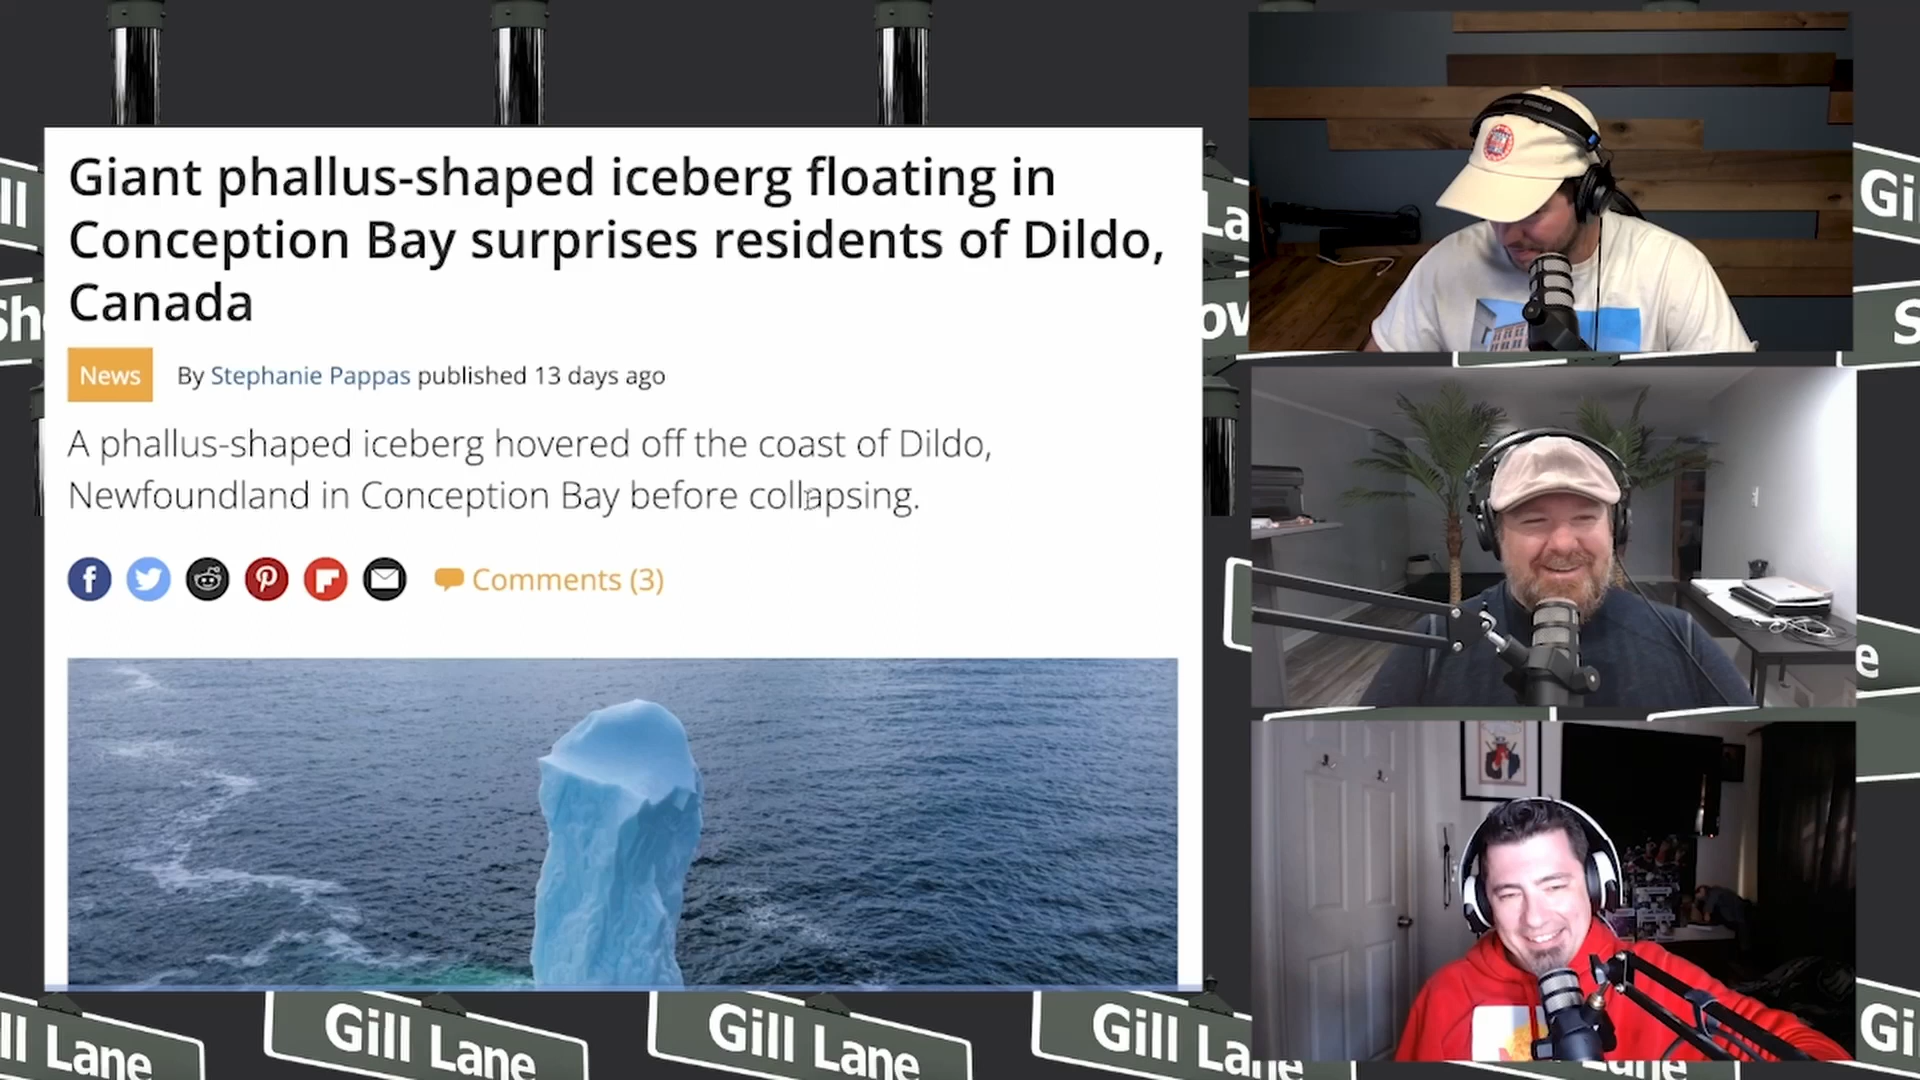 Giant phallus-shaped iceberg floating in
Conception Bay surprises residents of Dildo,
Canada
News By Stephanie Pappas published 13 days ago
A phallus-shaped iceberg hovered off the coast of Dildo,
Newfoundland in Conception Bay before collapsing.
Comments (3)
Gill Lane
Gill Lane
Gill Lane